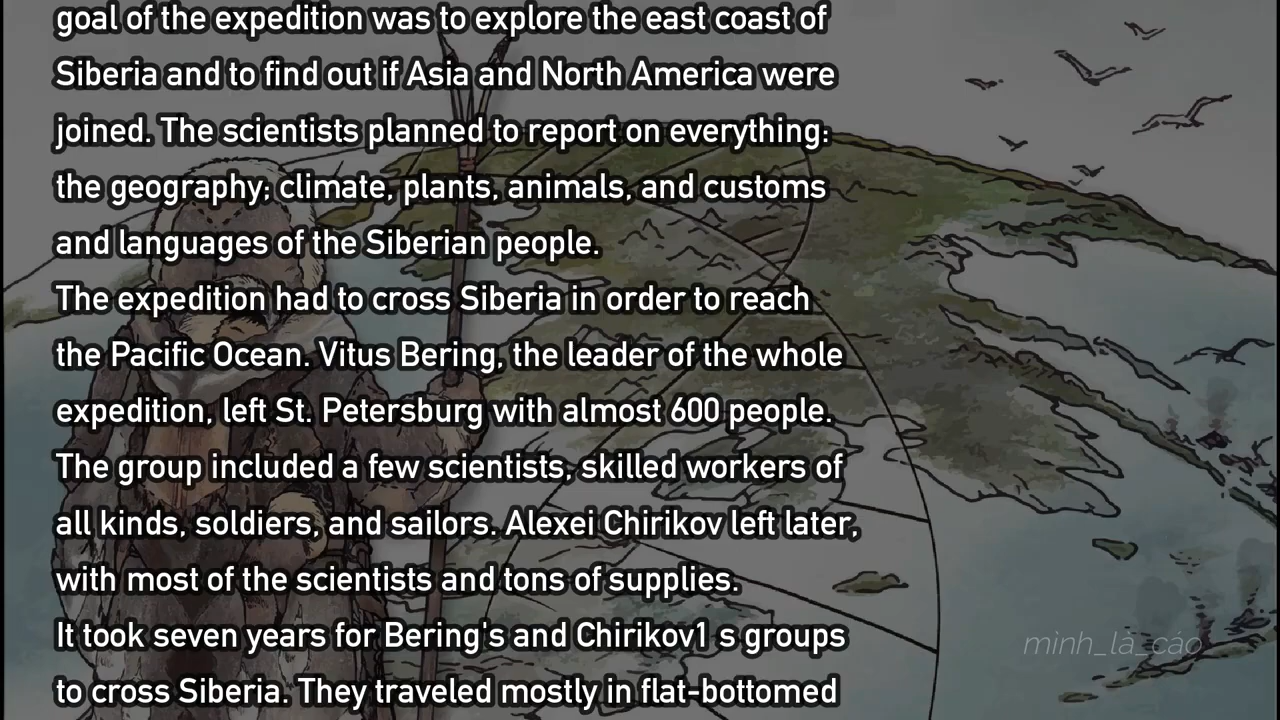 goal of the expedition was to explore the east coast of
Siberia and to find out if Asia and North America were
joined. The scientists planned to report on everything:
the geography; climate, plants, animals, and customs
and languages of the Siberian people.
The expedition had to cross Siberia in order to reach
the Pacific Ocean. Vitus Bering, the leader of the whole
expedition, left St. Petersburg with almost 600 people.
The group included a few scientists, skilled workers of
all kinds, soldiers, and sailors. Alexei Chirikov left later,
with most of the scientists and tons of supplies.
It took seven years for Bering's and Chirikov1 s groups
minh_là_cáo
to cross Siberia. They traveled mostly in flat-bottomed